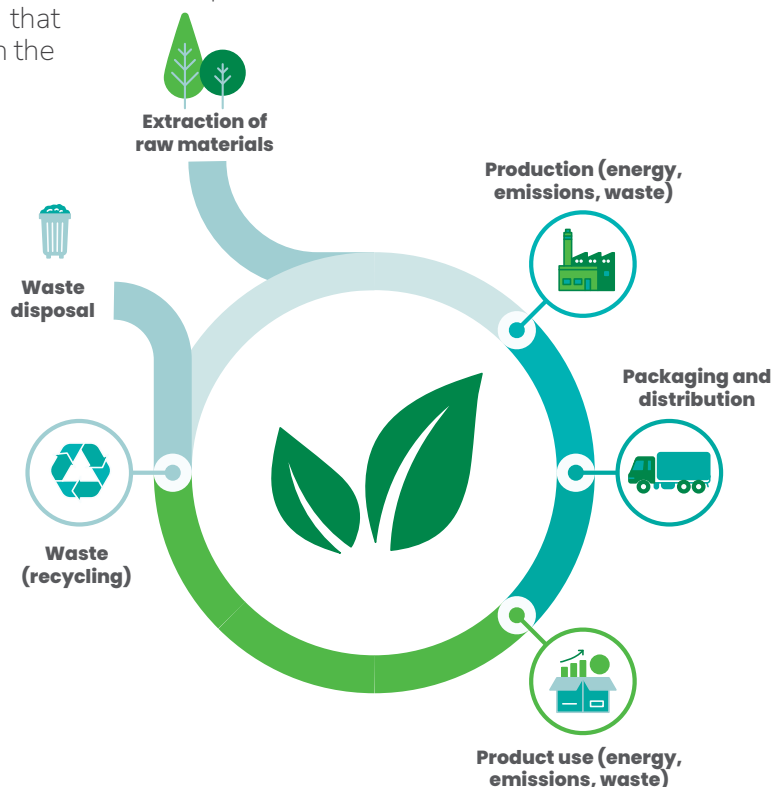 that
the
Extraction of
raw materials
Production (energy,
emissions, waste)
Waste
disposal
Packaging and
distribution
Waste
(recycling)
Product use (energy,
emissions, waste)